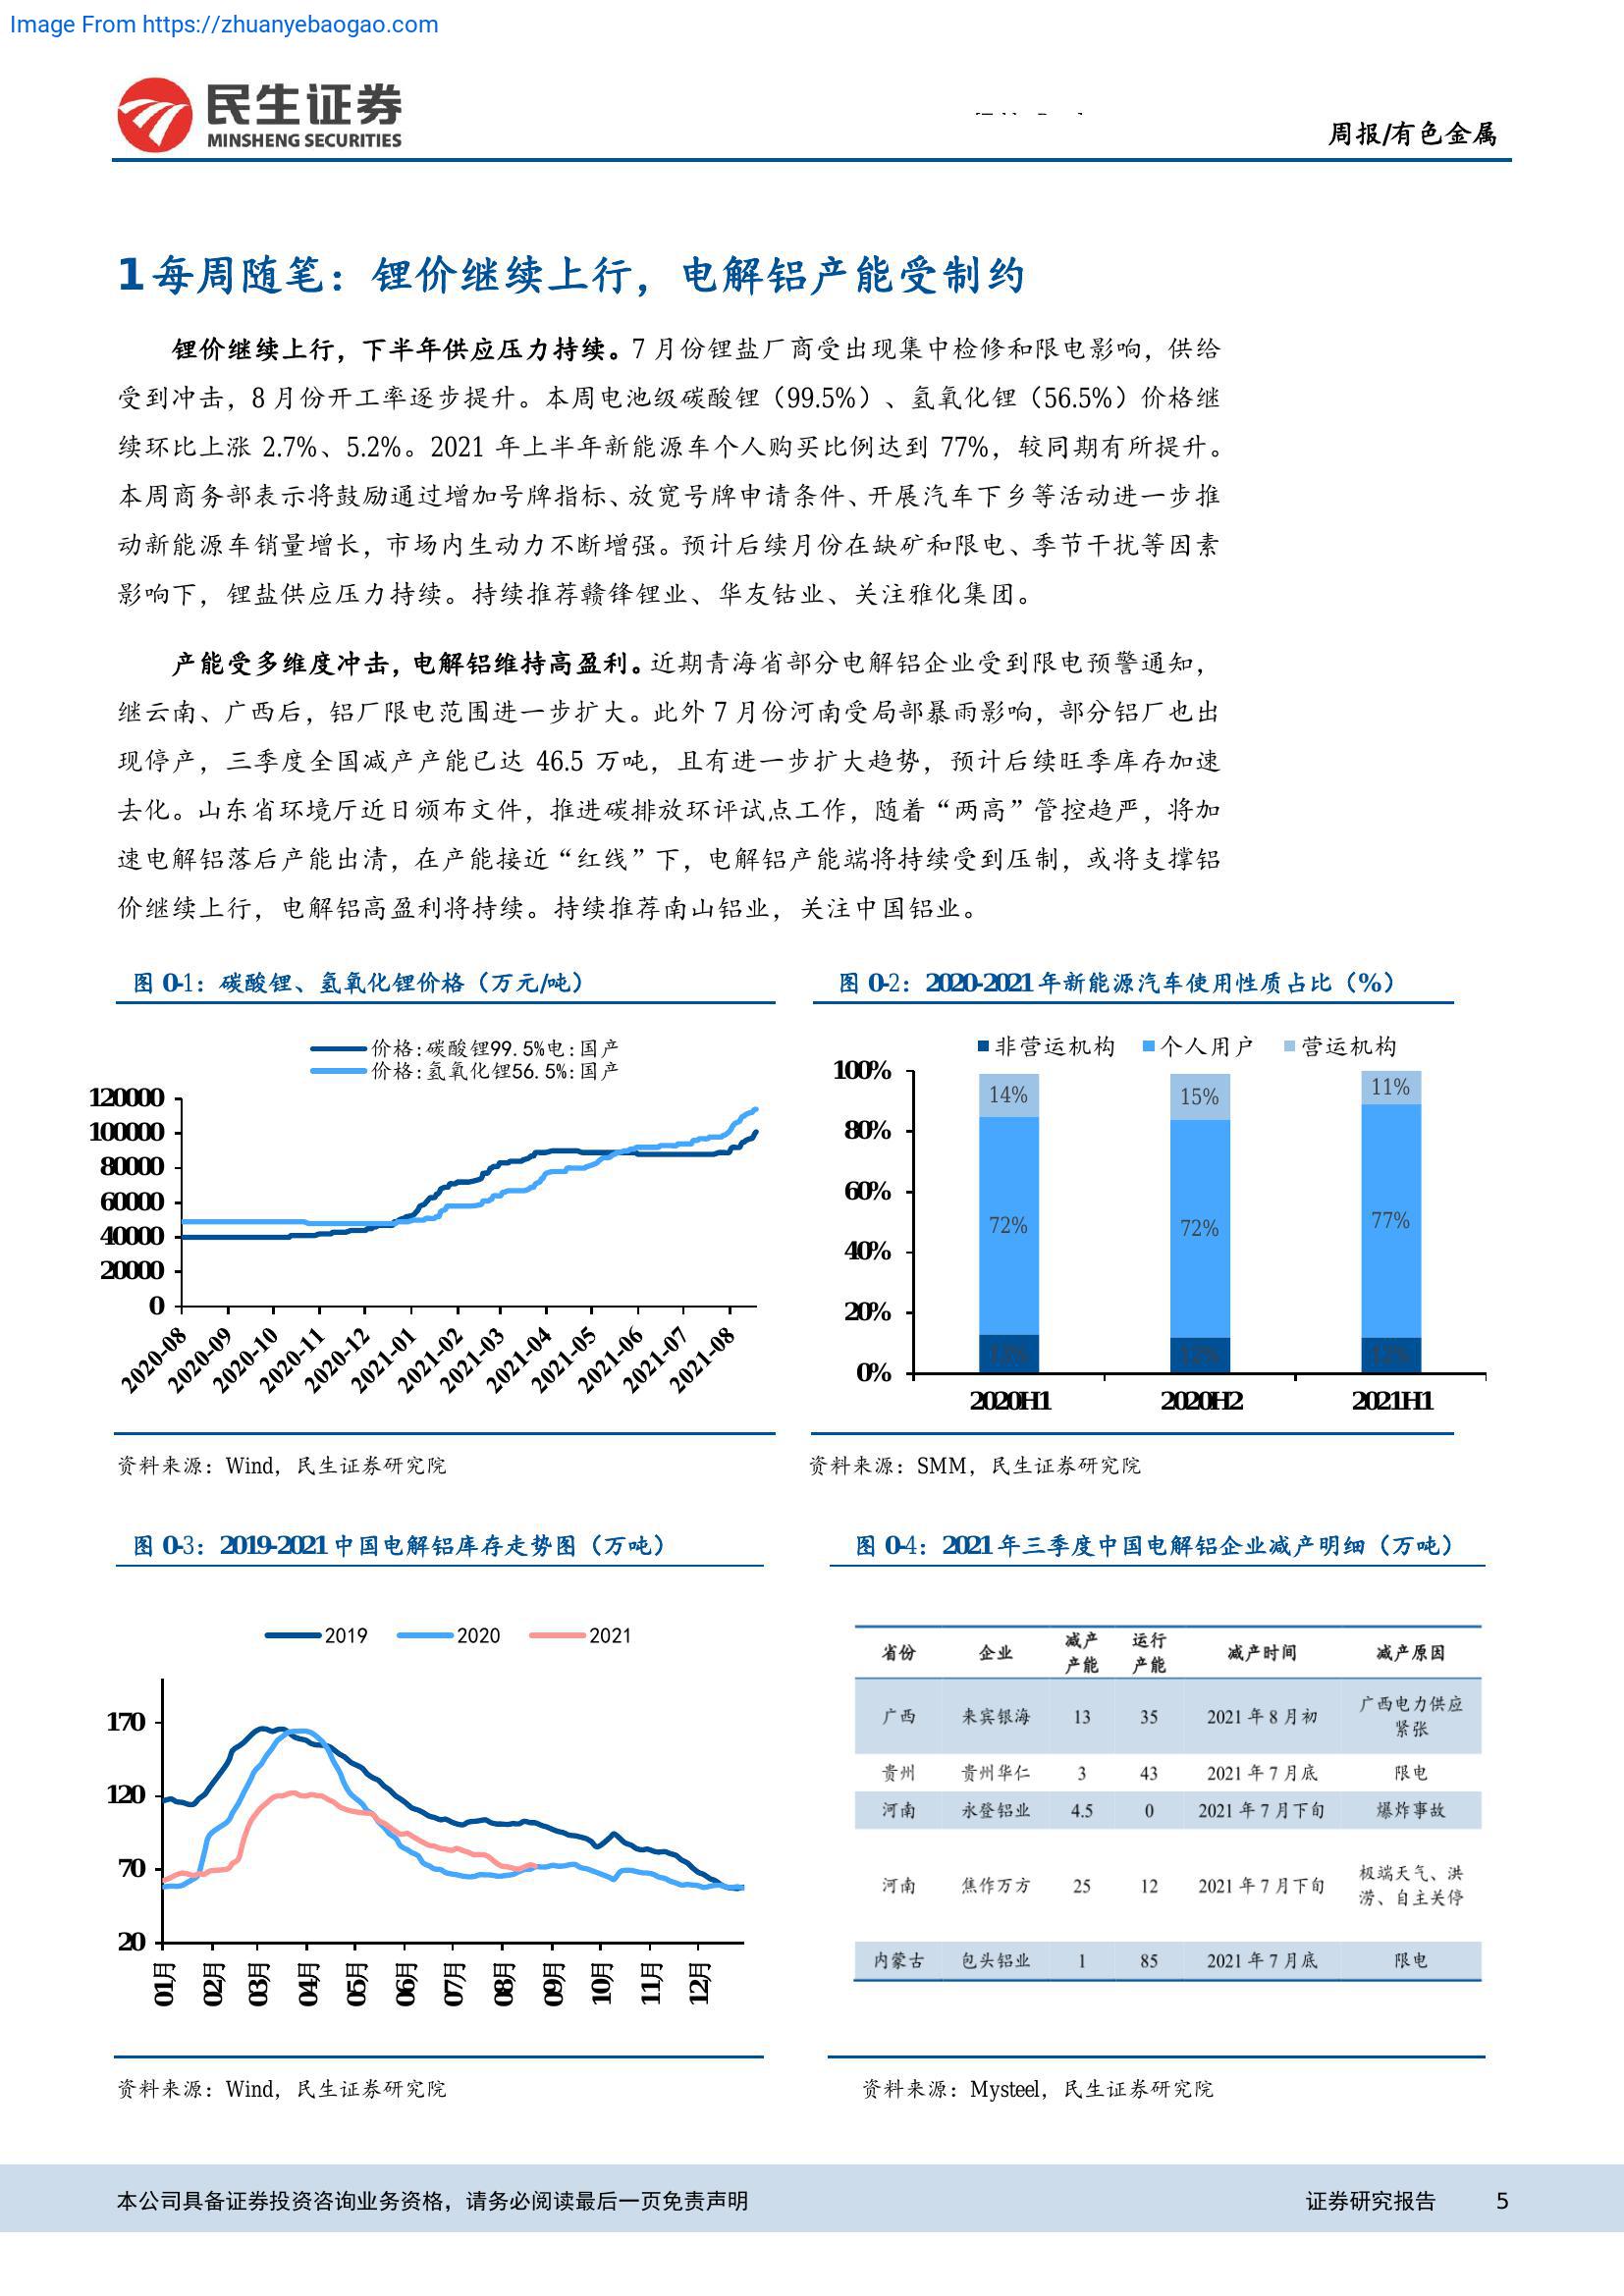 Image From https://zhuanyebaogao.com
民生证券
MINSHENG SECURITIES
周报/有色金属
1 每周随笔：锂价继续上行，电解铝产能受制约
锂价继续上行，下半年供应压力持续。7 月份锂盐厂商受出现集中检修和限电影响，供给
受到冲击，8 月份开工率逐步提升。本周电池级碳酸锂（99.5%）、氢氧化锂（56.5%）价格继
续环比上涨 2.7%、5.2%。2021 年上半年新能源车个人购买比例达到 77%，较同期有所提升。
本周商务部表示将鼓励通过增加号牌指标、放宽号牌申请条件、开展汽车下乡等活动进一步推
动新能源车销量增长，市场内生动力不断增强。预计后续月份在缺矿和限电、季节干扰等因素
影响下，锂盐供应压力持续。持续推荐赣锋锂业、华友钴业、关注雅化集团。
产能受多维度冲击，电解铝维持高盈利。近期青海省部分电解铝企业受到限电预警通知，
继云南、广西后，铝厂限电范围进一步扩大。此外 7 月份河南受局部暴雨影响，部分铝厂也出
现停产，三季度全国减产产能已达 46.5 万吨，且有进一步扩大趋势，预计后续旺季库存加速
去化。山东省环境厅近日颁布文件，推进碳排放环评试点工作，随着“两高”管控趋严，将加
速电解铝落后产能出清，在产能接近“红线”下，电解铝产能端将持续受到压制，或将支撑铝
价继续上行，电解铝高盈利将持续。持续推荐南山铝业，关注中国铝业。
图 0-1：碳酸锂、氢氧化锂价格（万元/吨）
价格:碳酸锂99.5%电:国产
价格:氢氧化锂56.5%:国产
120000
100000
80000
60000
40000
20000
0
2020-08
2020-09
2020-10
2020-11
2020-12
2021-01
2021-02
2021-03
2021-04
2021-05
2021-06
2021-07
2021-08
资料来源：Wind，民生证券研究院
图 0-2：2020-2021 年新能源汽车使用性质占比（%）
非营运机构 个人用户 营运机构
100%
80%
60%
40%
20%
0%
14% 15% 11%
72% 72% 77%
13% 12% 12%
2020H1 2020H2 2021H1
资料来源：SMM，民生证券研究院
图 0-3：2019-2021 中国电解铝库存走势图（万吨）
2019 2020 2021
170
120
70
20
01月
02月
03月
04月
05月
06月
07月
08月
09月
10月
11月
12月
资料来源：Wind，民生证券研究院
图 0-4：2021 年三季度中国电解铝企业减产明细（万吨）
省份 企业 减产产能 运行产能 减产时间 减产原因
广西 来宾银海 13 35 2021 年 8 月初 广西电力供应紧张
贵州 贵州华仁 3 43 2021 年 7 月底 限电
河南 永登铝业 4.5 0 2021 年 7 月下旬 爆炸事故
河南 焦作万方 25 12 2021 年 7 月下旬 极端天气、洪涝、自主关停
内蒙古 包头铝业 1 85 2021 年 7 月底 限电
资料来源：Mysteel，民生证券研究院
本公司具备证券投资咨询业务资格，请务必阅读最后一页免责声明
证券研究报告 5